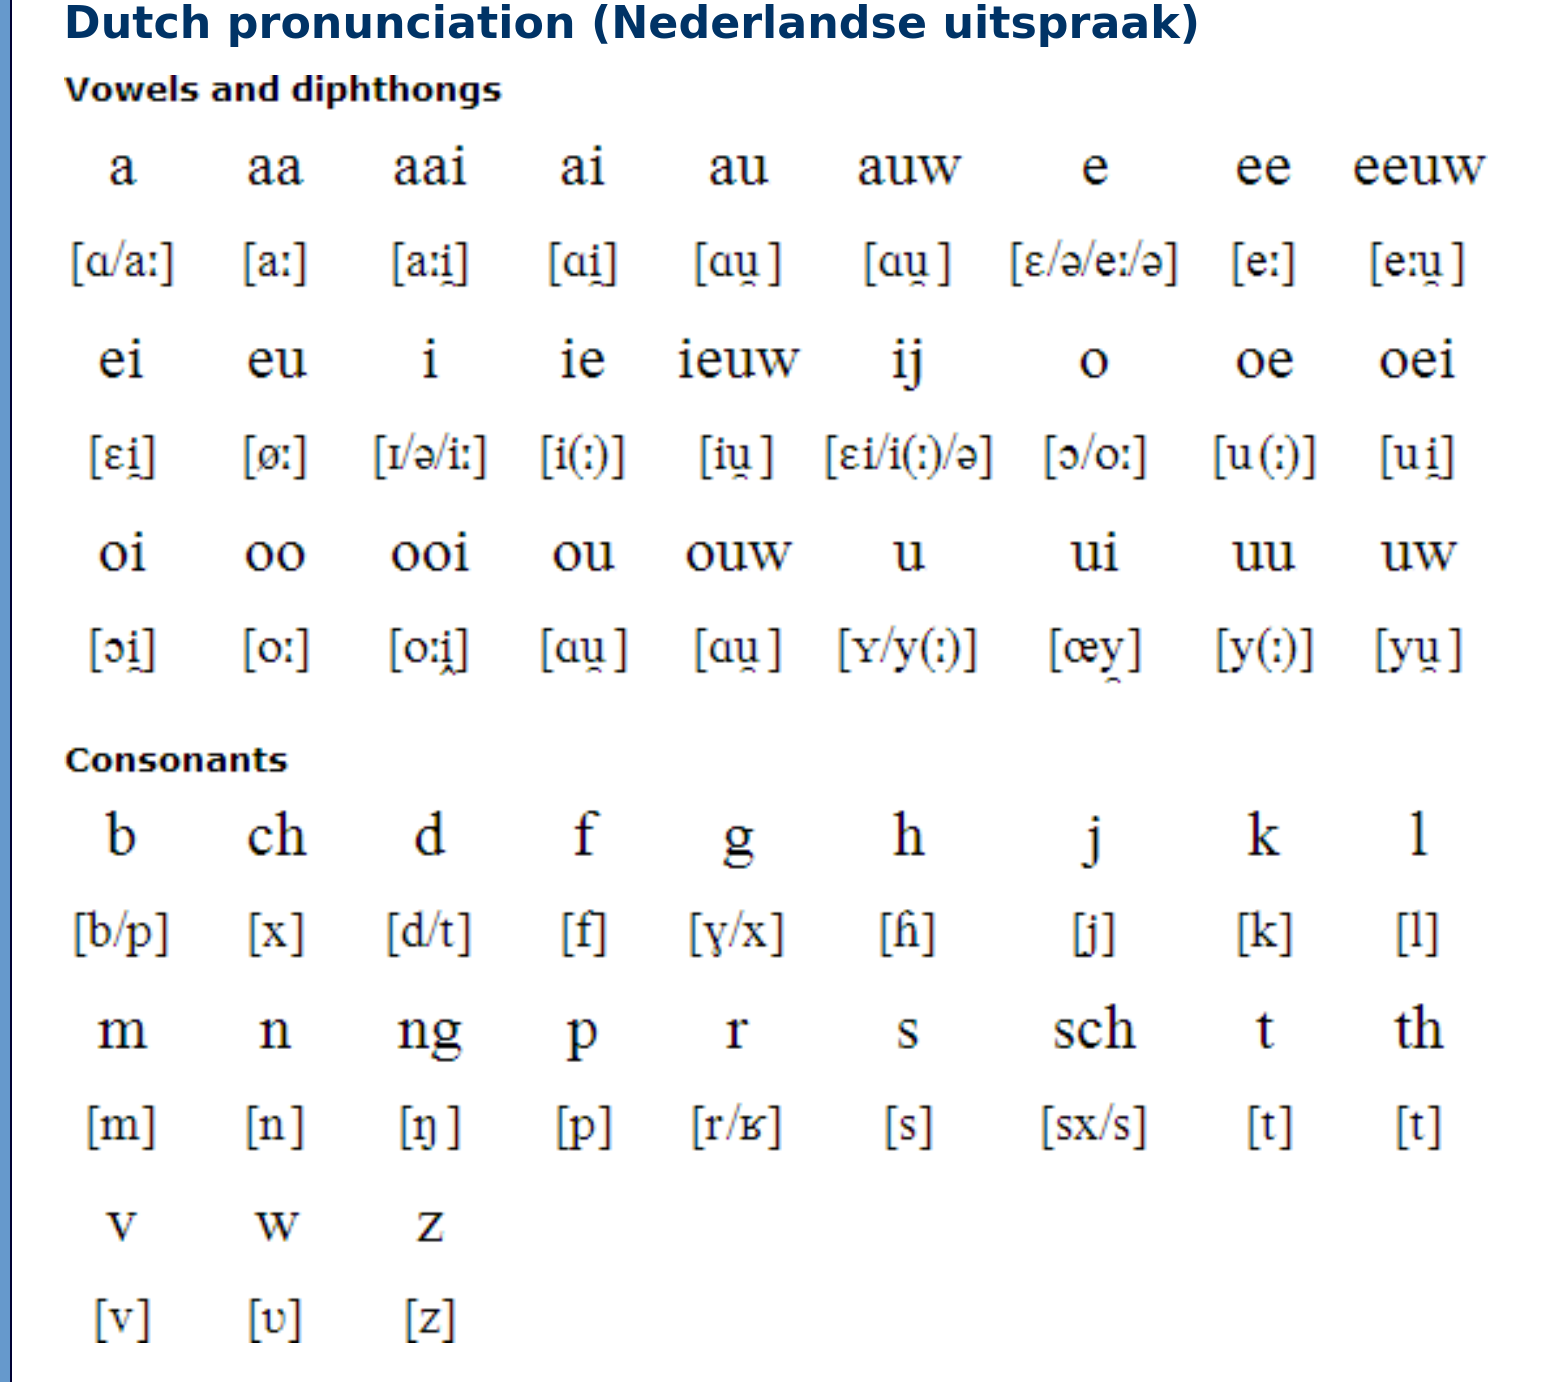 Dutch pronunciation (Nederlandse uitspraak)
Vowels and diphthongs
a aa aai ai au auw e ee eeuw
[ɑ/aː] [aː] [aːi̯] [ɑi̯] [ɑu̯] [ɑu̯] [ɛ/ə/eː/ə] [eː] [eːu̯]
ei eu i ie ieuw ij o oe oei
[ɛi̯] [øː] [ɪ/ə/iː] [i(ː)] [iu̯] [ɛi/i(ː)/ə] [ɔ/oː] [u(ː)] [ui̯]
oi oo ooi ou ouw u ui uu uw
[ɔi̯] [oː] [oːi̯] [ɑu̯] [ɑu̯] [ʏ/y(ː)] [œy̯] [y(ː)] [yu̯]
Consonants
b ch d f g h j k l
[b/p] [x] [d/t] [f] [ɣ/x] [ɦ] [j] [k] [l]
m n ng p r s sch t th
[m] [n] [ŋ] [p] [r/ʁ] [s] [sx/s] [t] [t]
v w z
[v] [ʋ] [z]